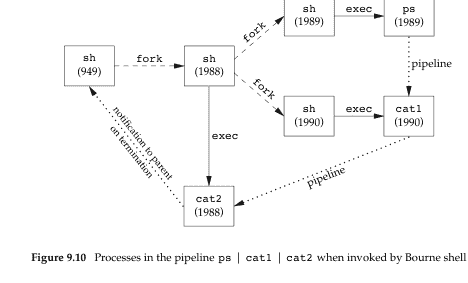 sh
(1989)
exec
ps
(1989)
fork
sh
(949)
fork
sh
(1988)
pipeline
fork
sh
(1990)
exec
cat1
(1990)
exec
notification to parent
on termination
pipeline
cat2
(1988)
Figure 9.10 Processes in the pipeline ps | cat1 | cat2 when invoked by Bourne shell